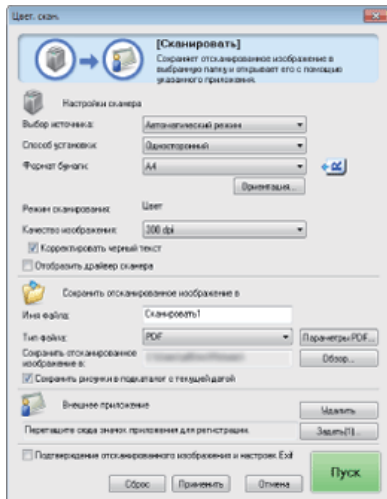 Цвет. скан.
[Сканировать]
Сохраняет отсканированное изображение в
выбранную папку и открывает его с помощью
указанного приложения.
Настройки сканера
Выбор источника: Автоматический режим
Способ установки: Односторонний
Формат бумаги: A4
Ориентация...
Режим сканирования: Цвет
Качество изображения: 300 dpi
Корректировать черный текст
Отобразить драйвер сканера
Сохранить отсканированное изображение в
Имя файла: Сканировать1
Тип файла: PDF Параметры PDF...
Сохранить отсканированное
изображение в: Обзор...
Сохранить рисунки в подкаталог с текущей датой
Внешнее приложение Удалить
Перетащите сюда значок приложения для регистрации. Задать(1)...
Подтверждение отсканированного изображения и настроек Exif
Сброс Применить Отмена Пуск